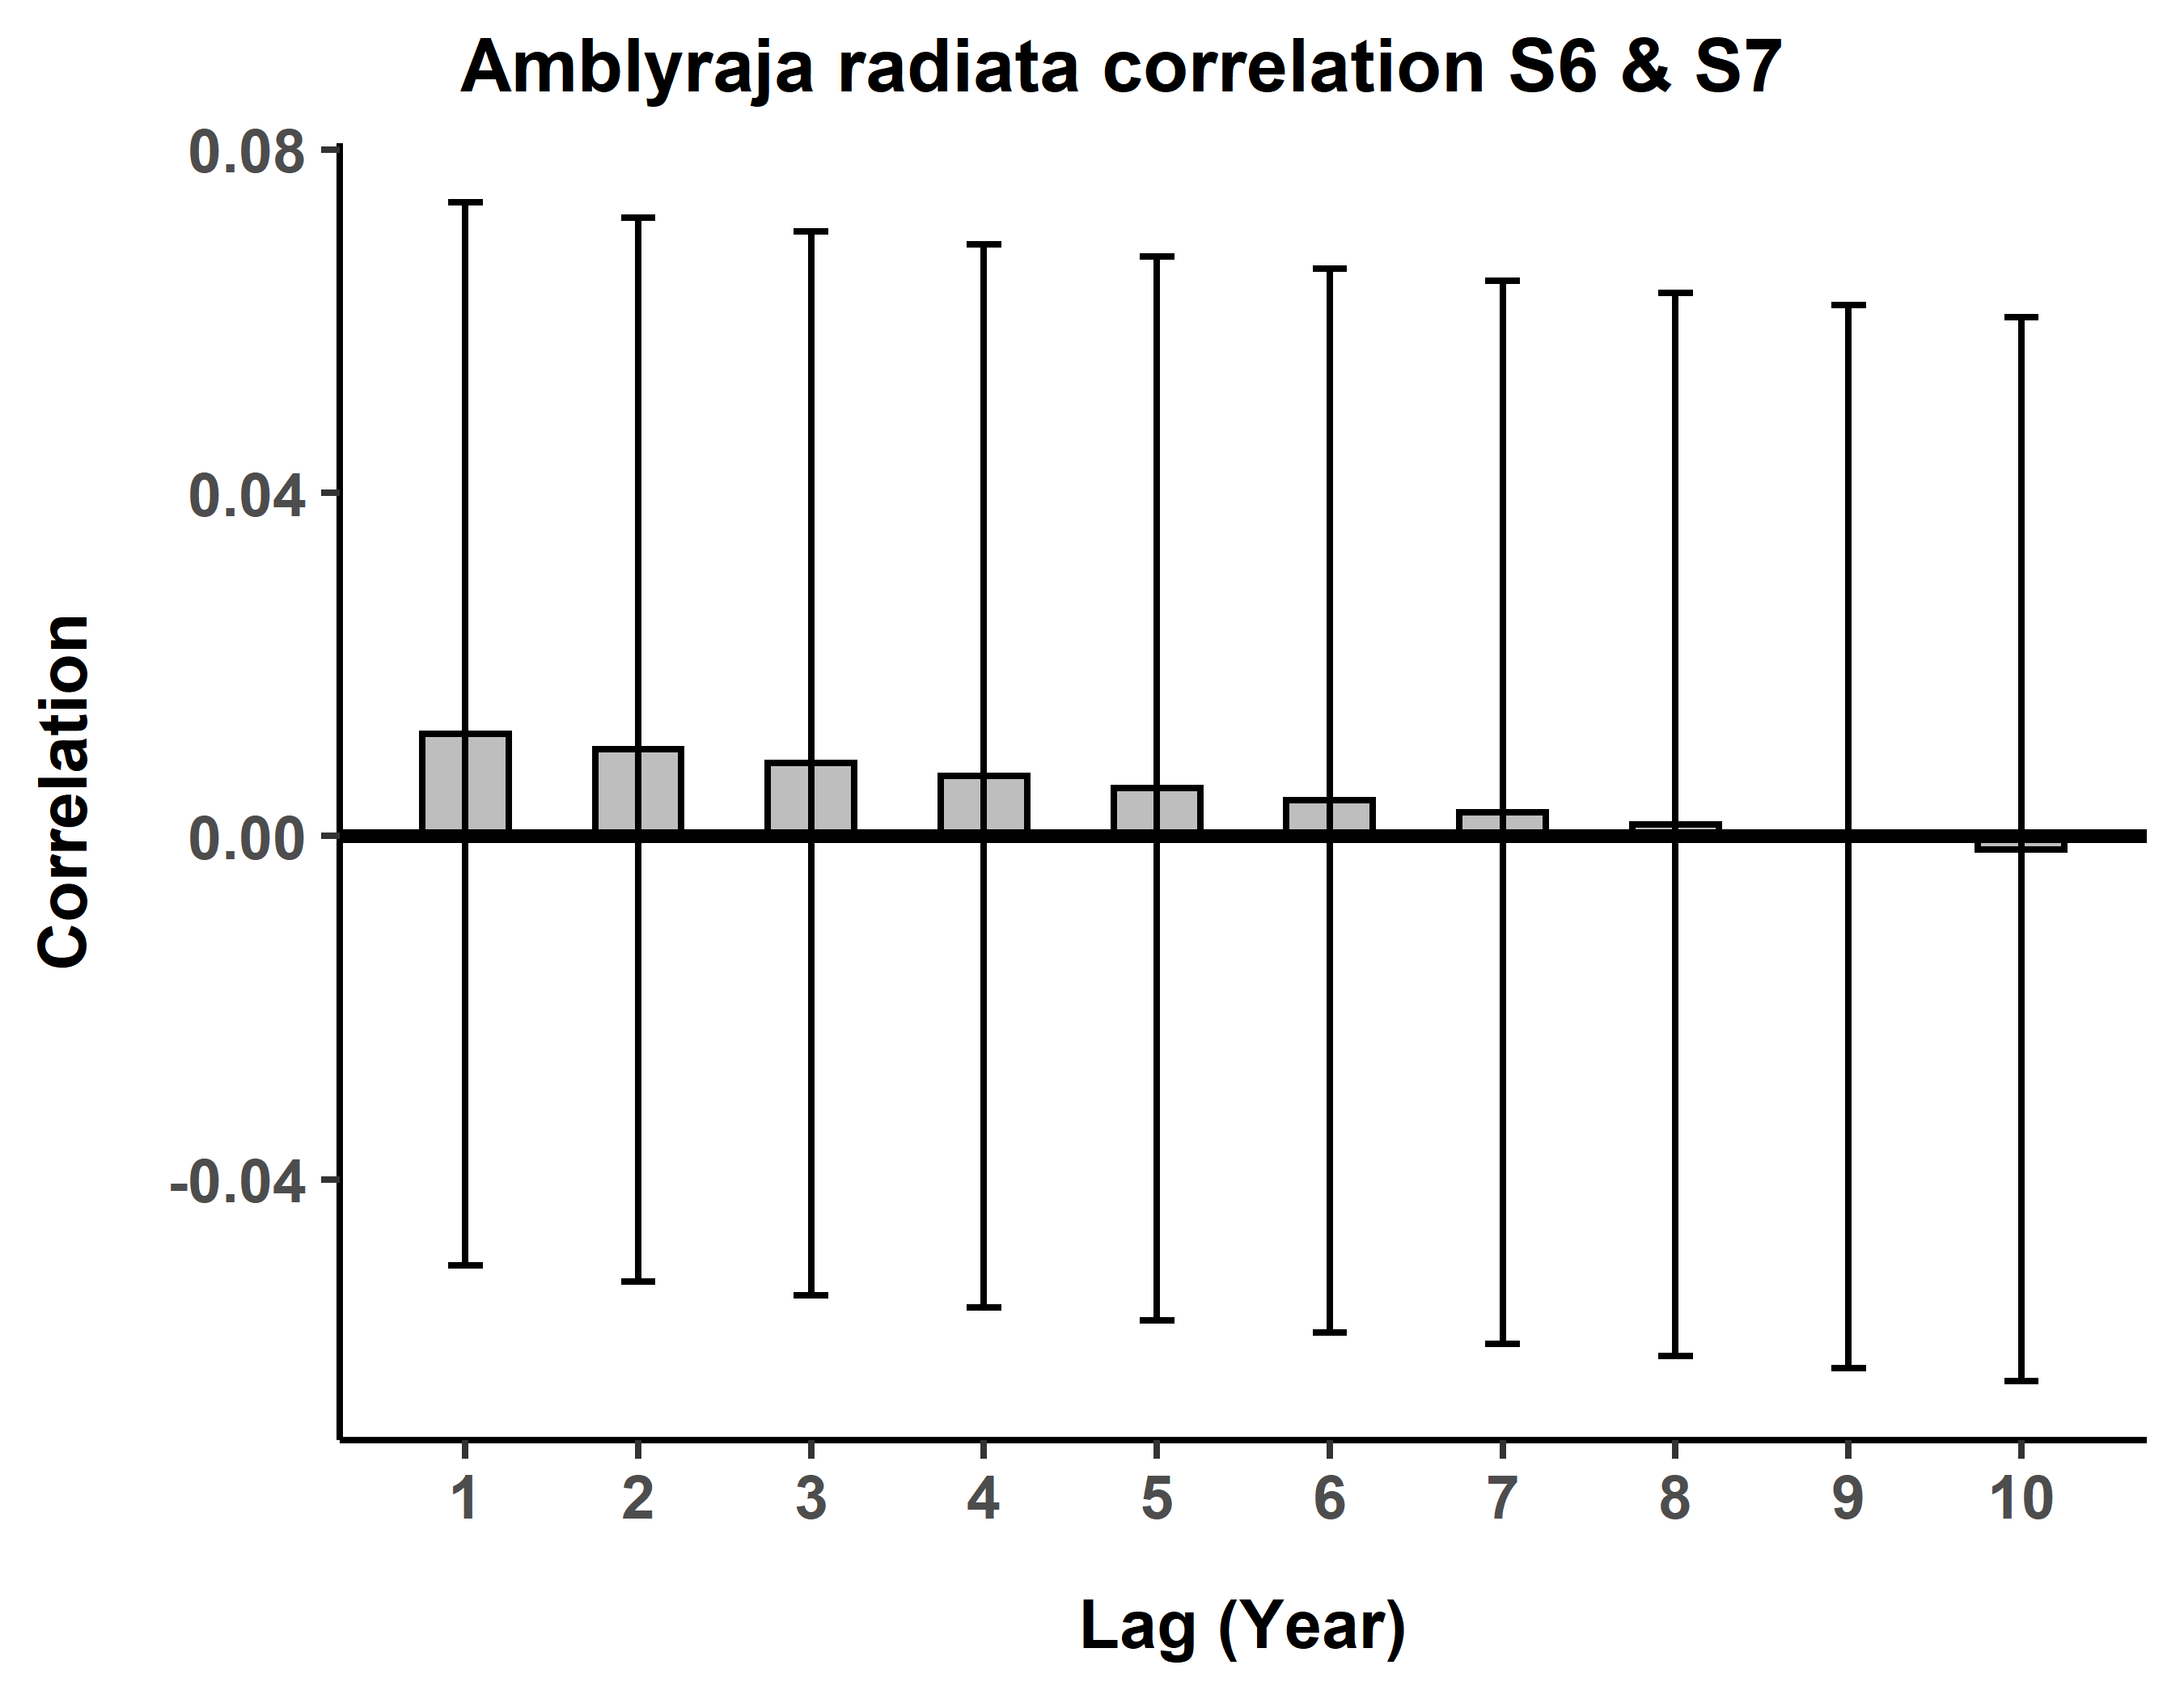 Amblyraja radiata correlation S6 & S7
0.08
0.04
0.00
-0.04
Correlation
1 2 3 4 5 6 7 8 9 10
Lag (Year)